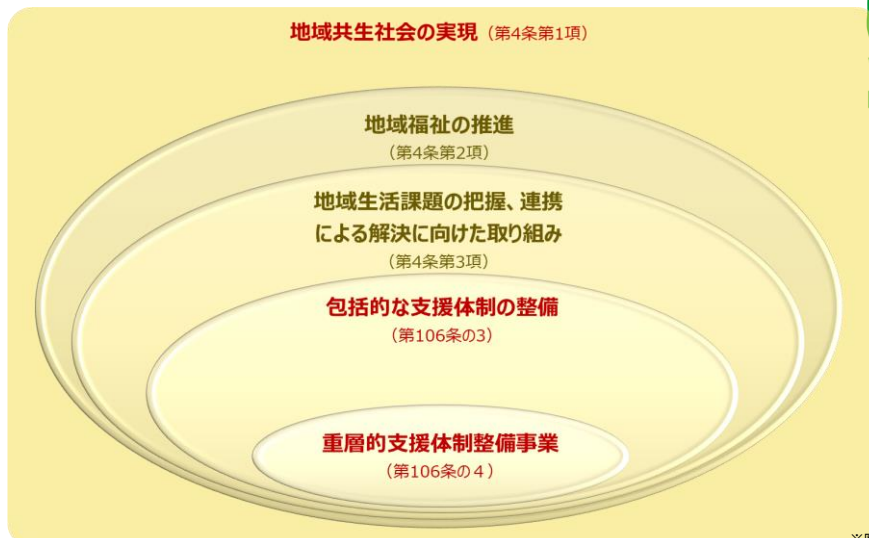 地域共生社会の実現（第4条第1項）
地域福祉の推進
（第4条第2項）
地域生活課題の把握、連携
による解決に向けた取り組み
（第4条第3項）
包括的な支援体制の整備
（第106条の3）
重層的支援体制整備事業
（第106条の４）